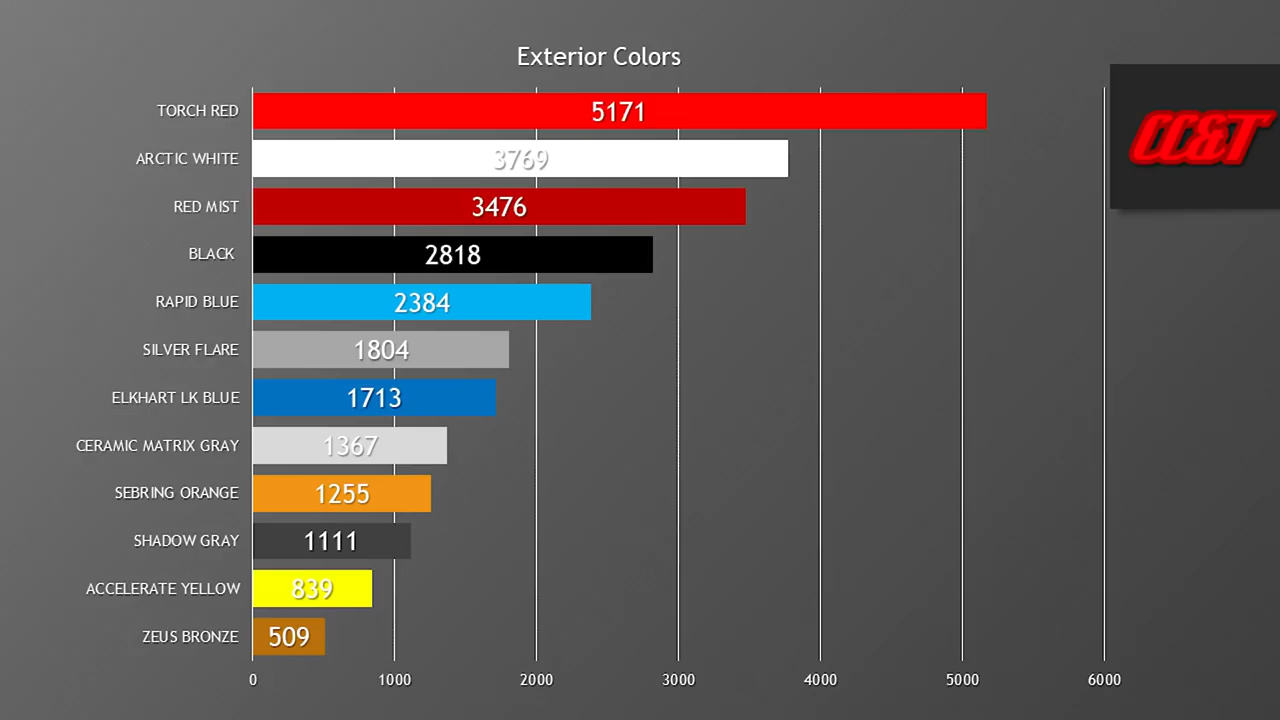 Exterior Colors
TORCH RED 5171
ARCTIC WHITE 3769
RED MIST 3476
BLACK 2818
RAPID BLUE 2384
SILVER FLARE 1804
ELKHART LK BLUE 1713
CERAMIC MATRIX GRAY 1367
SEBRING ORANGE 1255
SHADOW GRAY 1111
ACCELERATE YELLOW 839
ZEUS BRONZE 509
0 1000 2000 3000 4000 5000 6000
CC&T